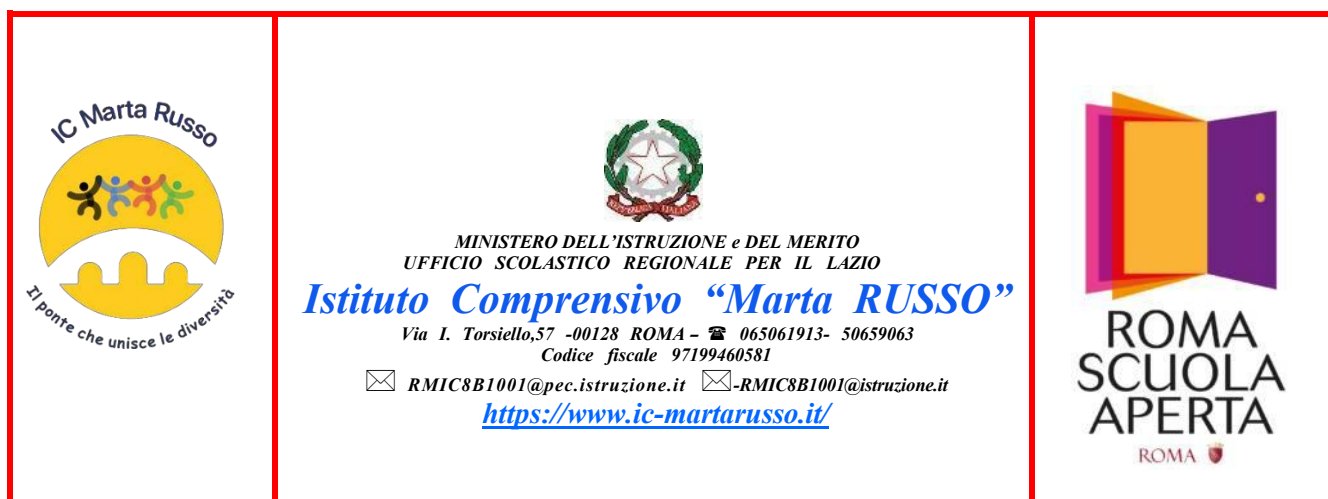 IC Marta Russo
Il ponte che unisce le diversità
MINISTERO DELL’ISTRUZIONE e DEL MERITO
UFFICIO SCOLASTICO REGIONALE PER IL LAZIO
Istituto Comprensivo “Marta RUSSO”
Via I. Torsiello,57 -00128 ROMA – ☎ 065061913- 50659063
Codice fiscale 97199460581
✉ RMIC8B1001@pec.istruzione.it ✉-RMIC8B1001@istruzione.it
https://www.ic-martarusso.it/
ROMA
SCUOLA
APERTA
ROMA